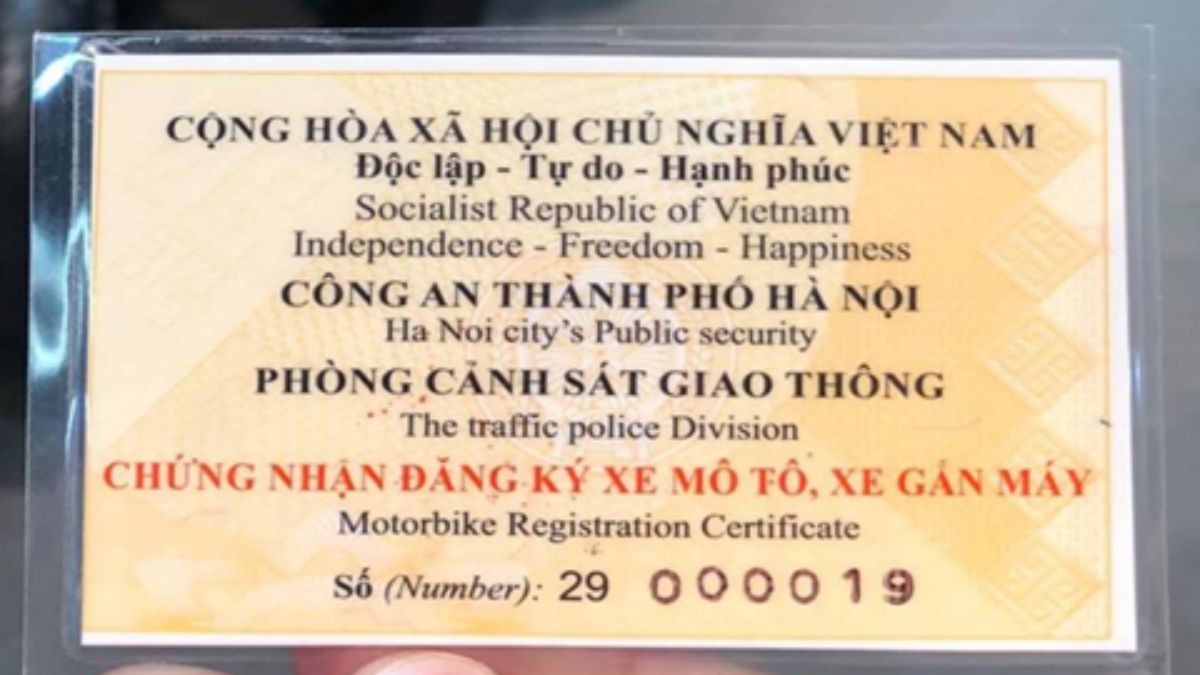 CỘNG HÒA XÃ HỘI CHỦ NGHĨA VIỆT NAM
Độc lập - Tự do - Hạnh phúc
Socialist Republic of Vietnam
Independence - Freedom - Happiness
CÔNG AN THÀNH PHỐ HÀ NỘI
Ha Noi city's Public security
PHÒNG CẢNH SÁT GIAO THÔNG
The traffic police Division
CHỨNG NHẬN ĐĂNG KÝ XE MÔ TÔ, XE GẮN MÁY
Motorbike Registration Certificate
Số (Number): 29 000019